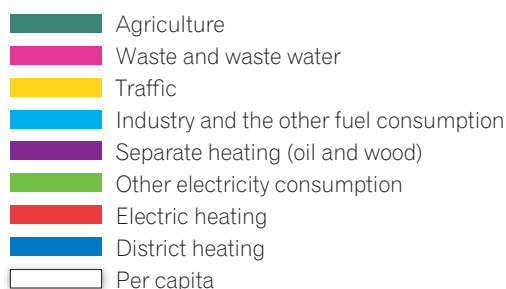 Agriculture
Waste and waste water
Traffic
Industry and the other fuel consumption
Separate heating (oil and wood)
Other electricity consumption
Electric heating
District heating
Per capita